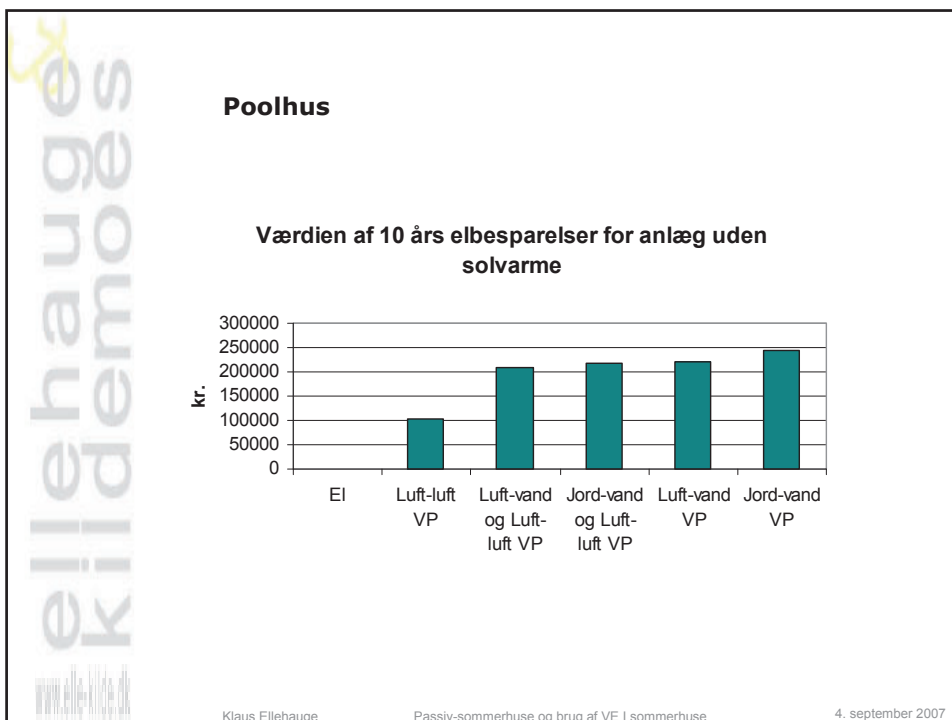 ellehauge &
kildemoes
www.elle-kilde.dk
Poolhus
Værdien af 10 års elbesparelser for anlæg uden
solvarme
kr.
300000
250000
200000
150000
100000
50000
0
El
Luft-luft
VP
Luft-vand
og Luft-
luft VP
Jord-vand
og Luft-
luft VP
Luft-vand
VP
Jord-vand
VP
Klaus Ellehauge
Passiv-sommerhuse og brug af VE I sommerhuse
4. september 2007